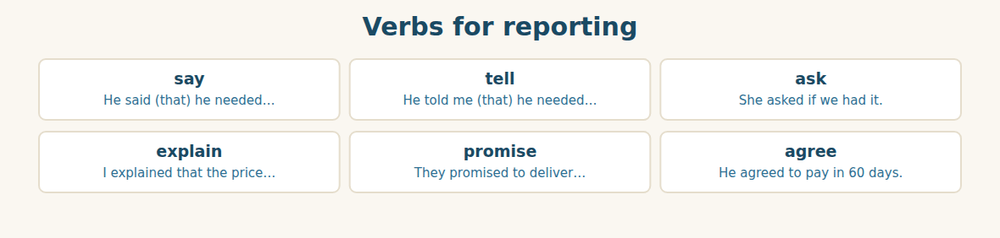 Verbs for reporting
say
He said (that) he needed…
tell
He told me (that) he needed…
ask
She asked if we had it.
explain
I explained that the price…
promise
They promised to deliver…
agree
He agreed to pay in 60 days.